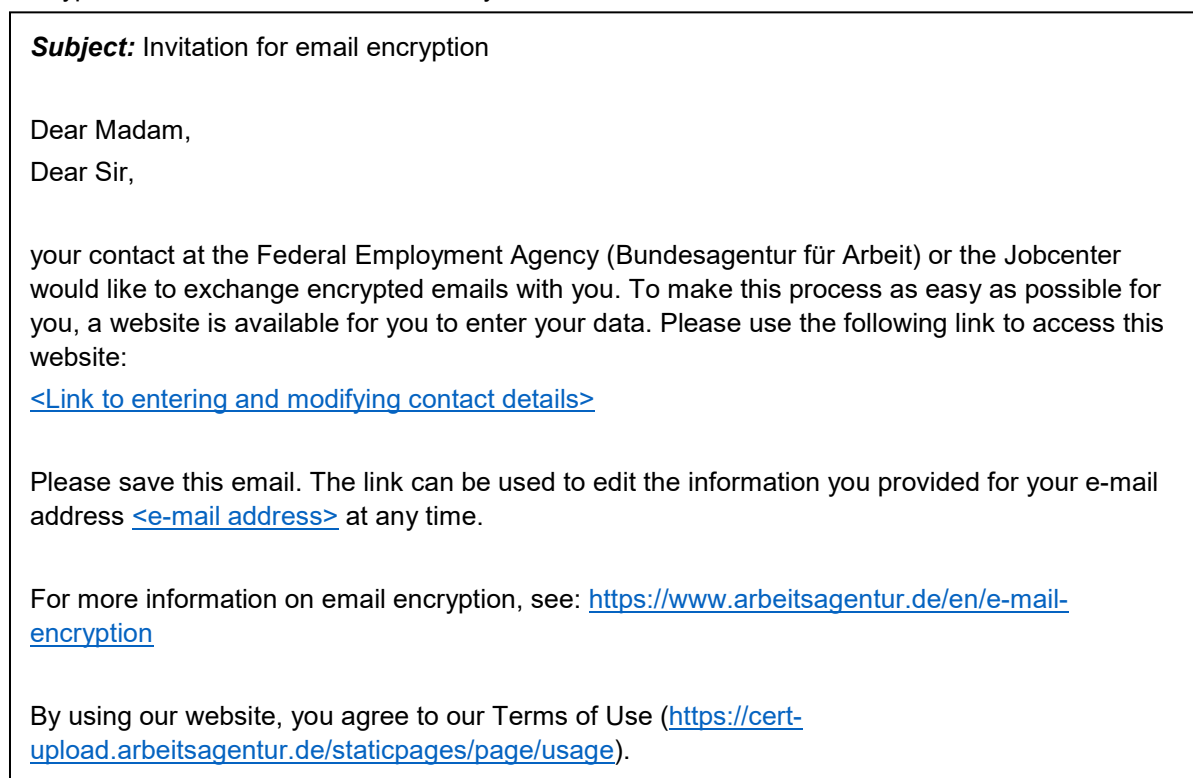 Subject: Invitation for email encryption
Dear Madam,
Dear Sir,
your contact at the Federal Employment Agency (Bundesagentur für Arbeit) or the Jobcenter
would like to exchange encrypted emails with you. To make this process as easy as possible for
you, a website is available for you to enter your data. Please use the following link to access this
website:
<Link to entering and modifying contact details>
Please save this email. The link can be used to edit the information you provided for your e-mail
address <e-mail address> at any time.
For more information on email encryption, see: https://www.arbeitsagentur.de/en/e-mail-
encryption
By using our website, you agree to our Terms of Use (https://cert-
upload.arbeitsagentur.de/staticpages/page/usage).